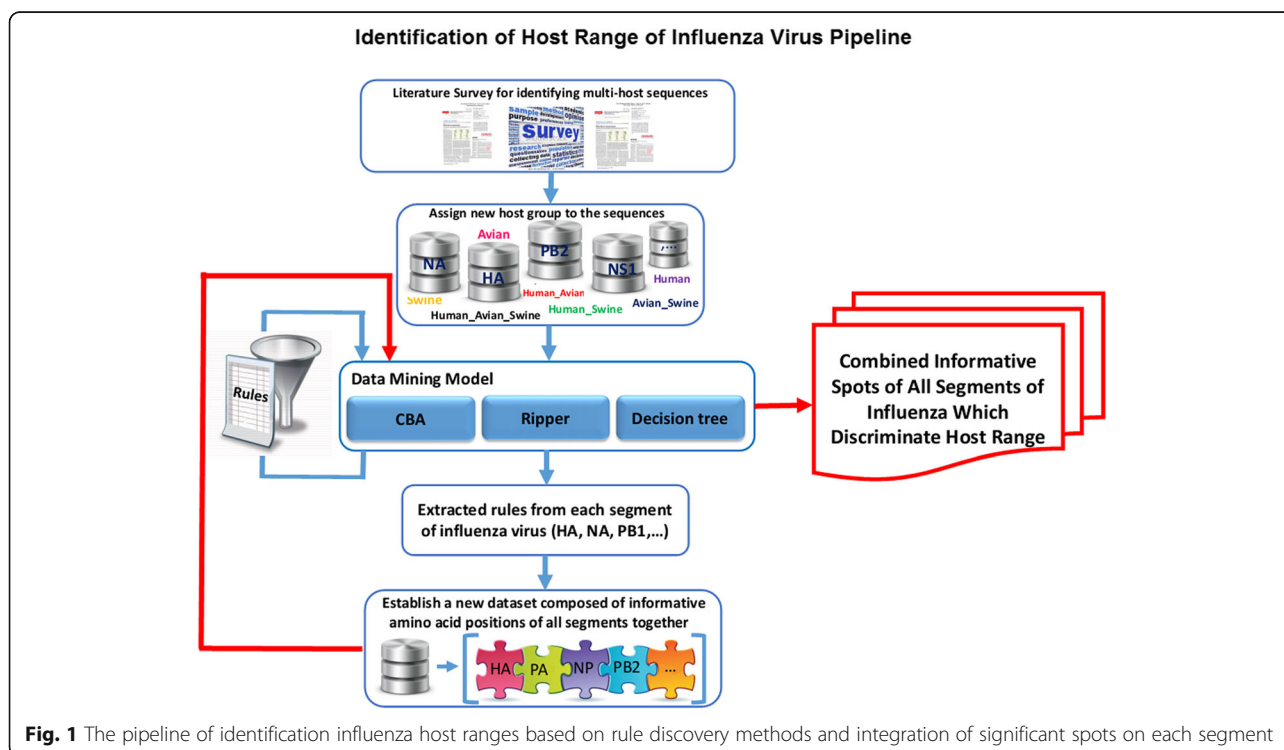 Identification of Host Range of Influenza Virus Pipeline
Literature Survey for identifying multi-host sequences
sample
purpose
survey
research
questionnaire
collecting
Assign new host group to the sequences
Avian
NA
HA
PB2
NS1
,...
Swine
Human_Avian
Human
Human_Avian_Swine
Human_Swine
Avian_Swine
Rules
Data Mining Model
CBA
Ripper
Decision tree
Combined Informative
Spots of All Segments of
Influenza Which
Discriminate Host Range
Extracted rules from each segment
of influenza virus (HA, NA, PB1,...)
Establish a new dataset composed of informative
amino acid positions of all segments together
HA
PA
NP
PB2
...
Fig. 1 The pipeline of identification influenza host ranges based on rule discovery methods and integration of significant spots on each segment